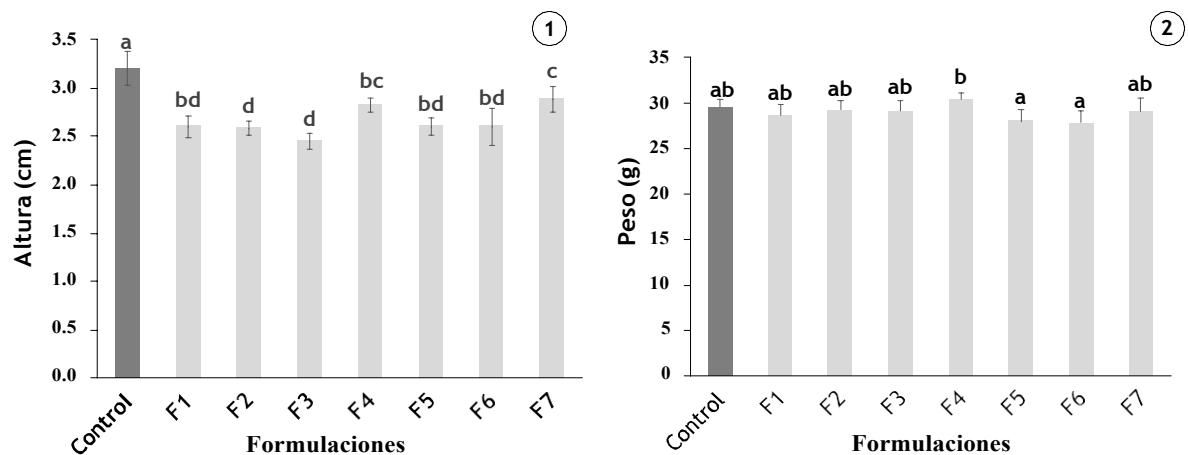 1
Altura (cm)
3.5
3.0
2.5
2.0
1.5
1.0
0.5
0.0
a
bd
d
d
bc
bd
bd
c
Control
F1
F2
F3
F4
F5
F6
F7
Formulaciones
2
Peso (g)
35
30
25
20
15
10
5
0
ab
ab
ab
ab
b
a
a
ab
Control
F1
F2
F3
F4
F5
F6
F7
Formulaciones